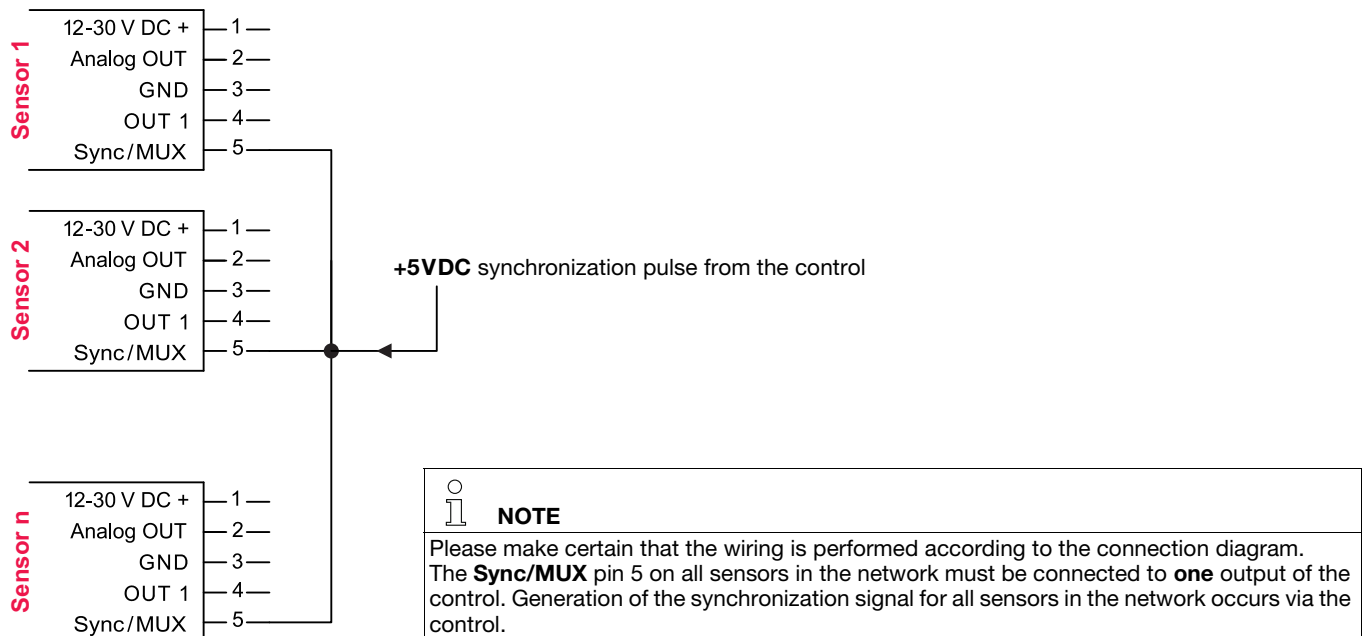 Sensor 1
12-30 V DC + 1
Analog OUT 2
GND 3
OUT 1 4
Sync/MUX 5
Sensor 2
12-30 V DC + 1
Analog OUT 2
GND 3
OUT 1 4
Sync/MUX 5
+5VDC synchronization pulse from the control
Sensor n
12-30 V DC + 1
Analog OUT 2
GND 3
OUT 1 4
Sync/MUX 5
NOTE
Please make certain that the wiring is performed according to the connection diagram.
The Sync/MUX pin 5 on all sensors in the network must be connected to one output of the
control. Generation of the synchronization signal for all sensors in the network occurs via the
control.